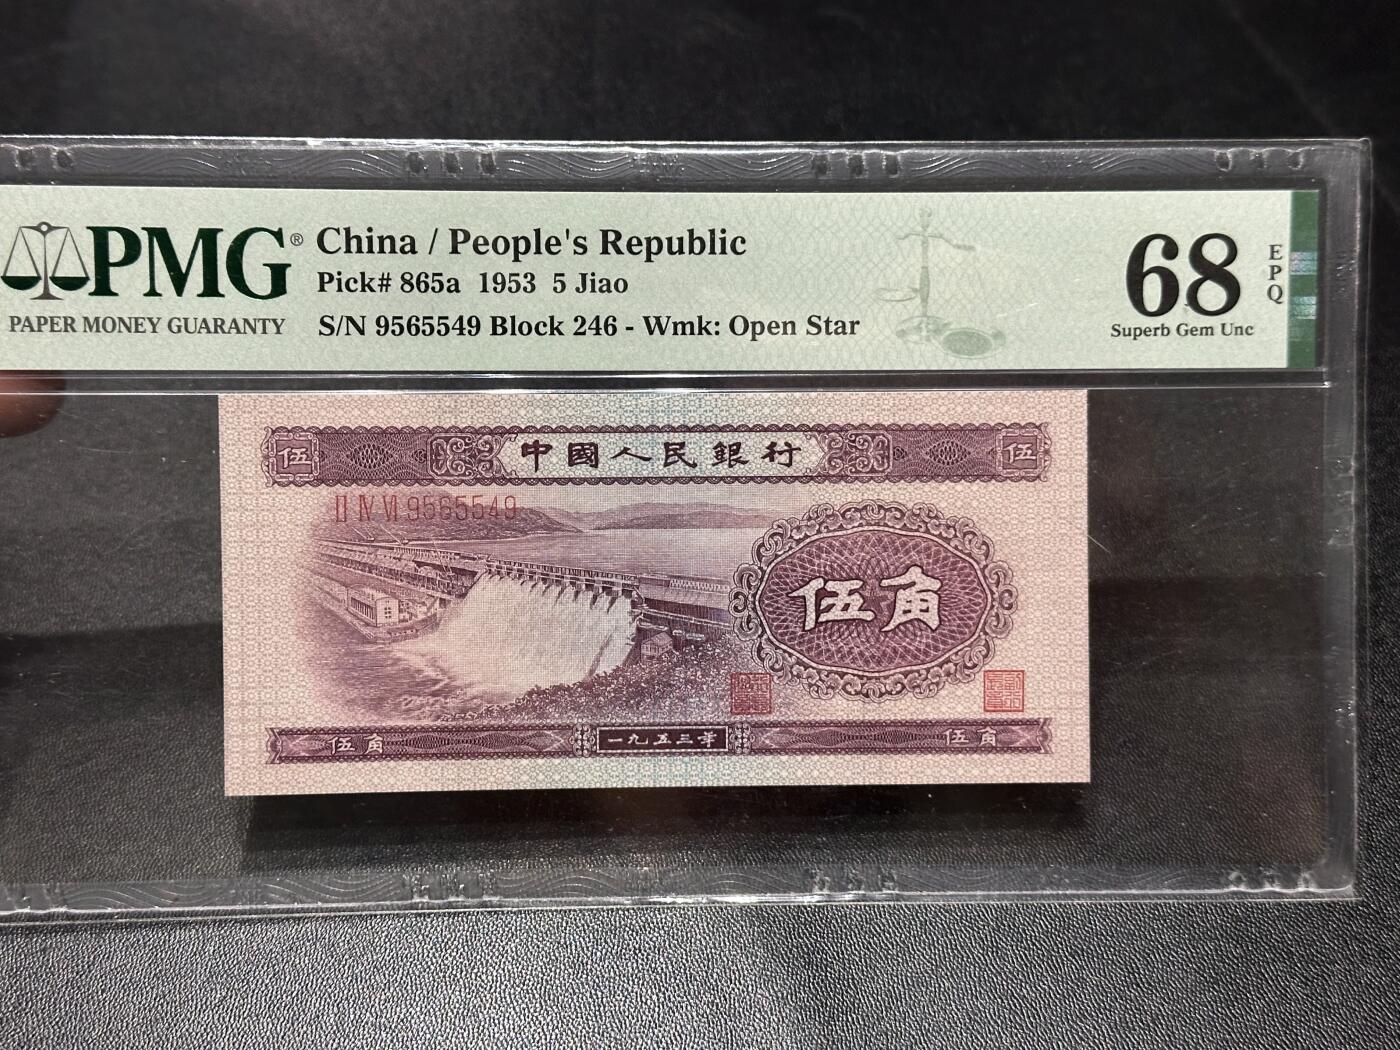 PMG®
PAPER MONEY GUARANTY
China / People's Republic
Pick# 865a 1953 5 Jiao
S/N 9565549 Block 246 - Wmk: Open Star
68
EPQ
Superb Gem Unc
伍 中國人民銀行 伍
II IV VI 9565549
伍角
伍角 一九五三年 伍角